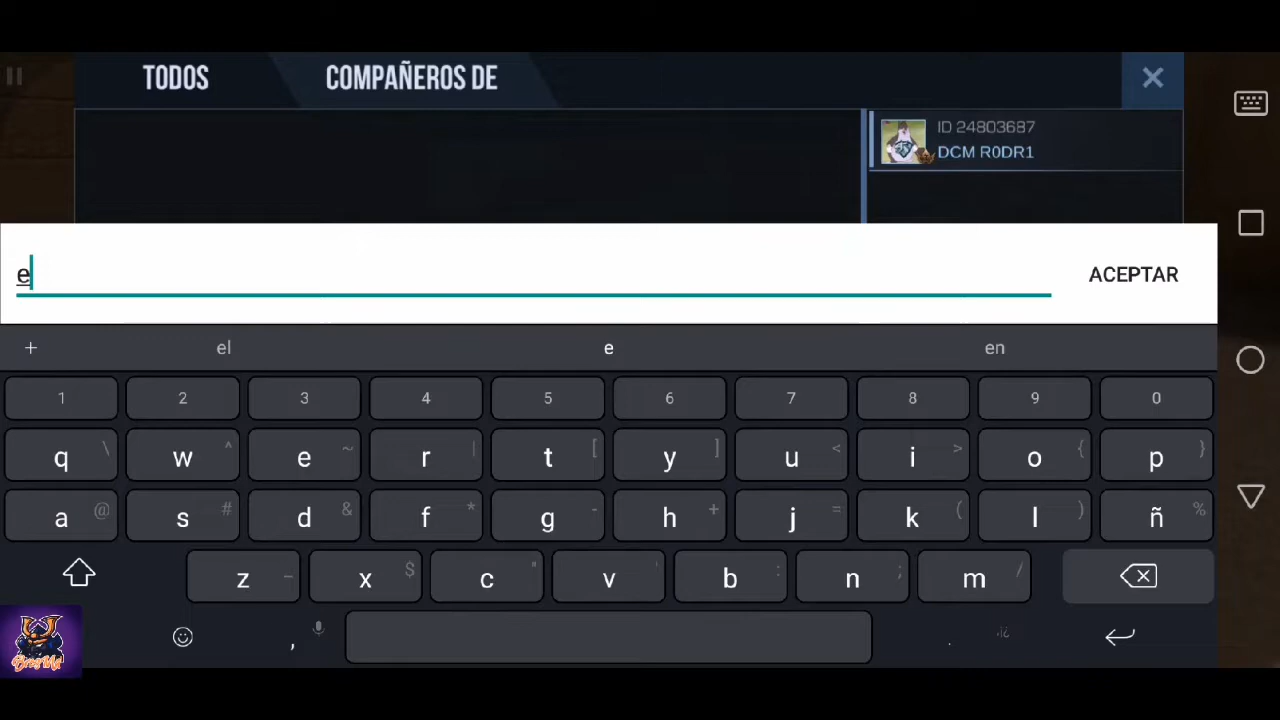 TODOS COMPAÑEROS DE
ID 24803687
DCM R0DR1
e ACEPTAR
+ el e en
1 2 3 4 5 6 7 8 9 0
q \ w ^ e ~ r | t [ y ] u < i > o { p }
a @ s # d & f * g - h + j = k ( l ) ñ %
z _ x $ c " v ' b : n ; m /
, .